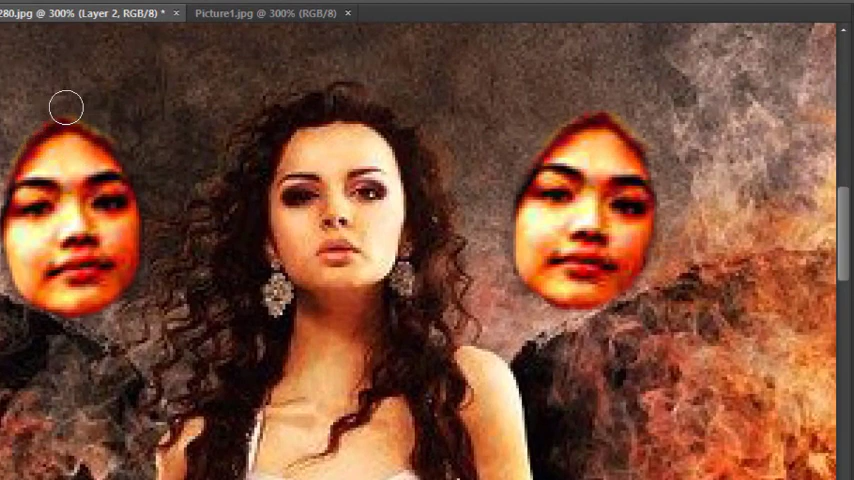 280.jpg @ 300% (Layer 2, RGB/8) * × Picture1.jpg @ 300% (RGB/8) ×